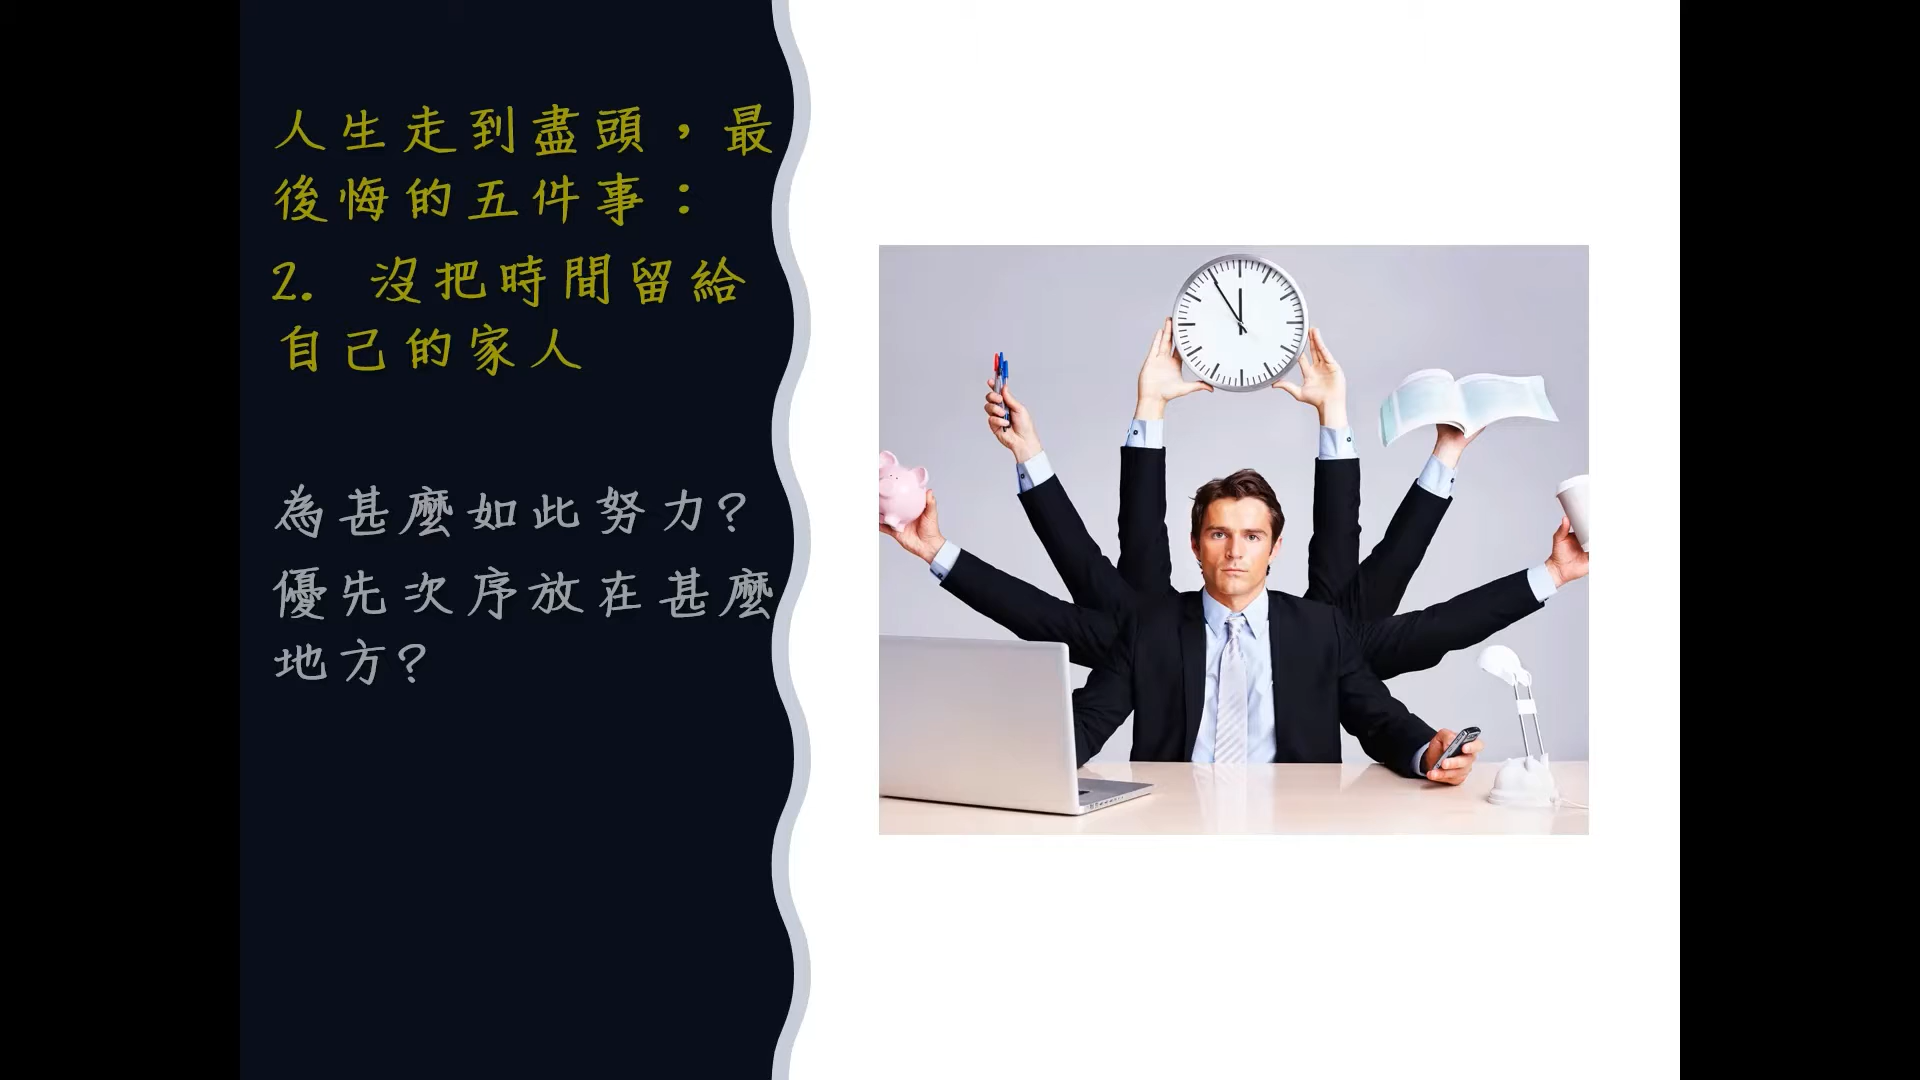 人生走到盡頭，最
後悔的五件事：
2. 沒把時間留給
自己的家人
為甚麼如此努力?
優先次序放在甚麼
地方?